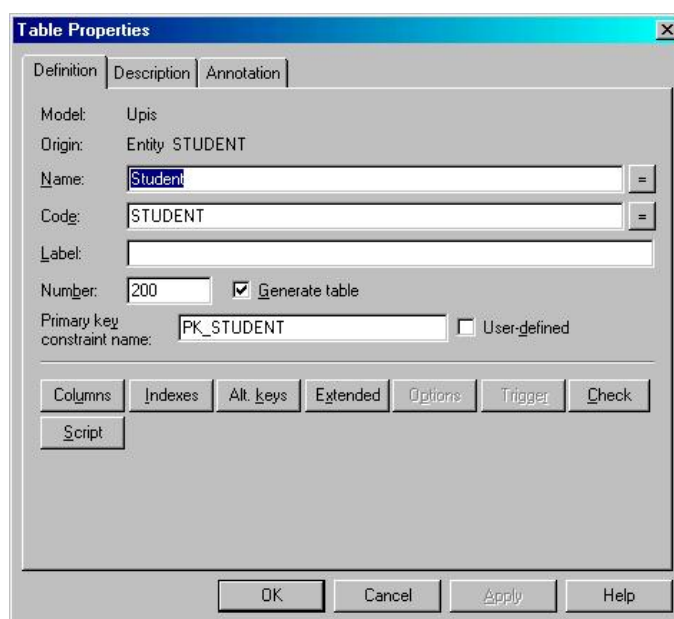 Table Properties
Definition Description Annotation
Model: Upis
Origin: Entity STUDENT
Name: Student =
Code: STUDENT =
Label:
Number: 200 Generate table
Primary key
constraint name: PK_STUDENT User-defined
Columns Indexes Alt. keys Extended Options Trigger Check
Script
OK Cancel Apply Help